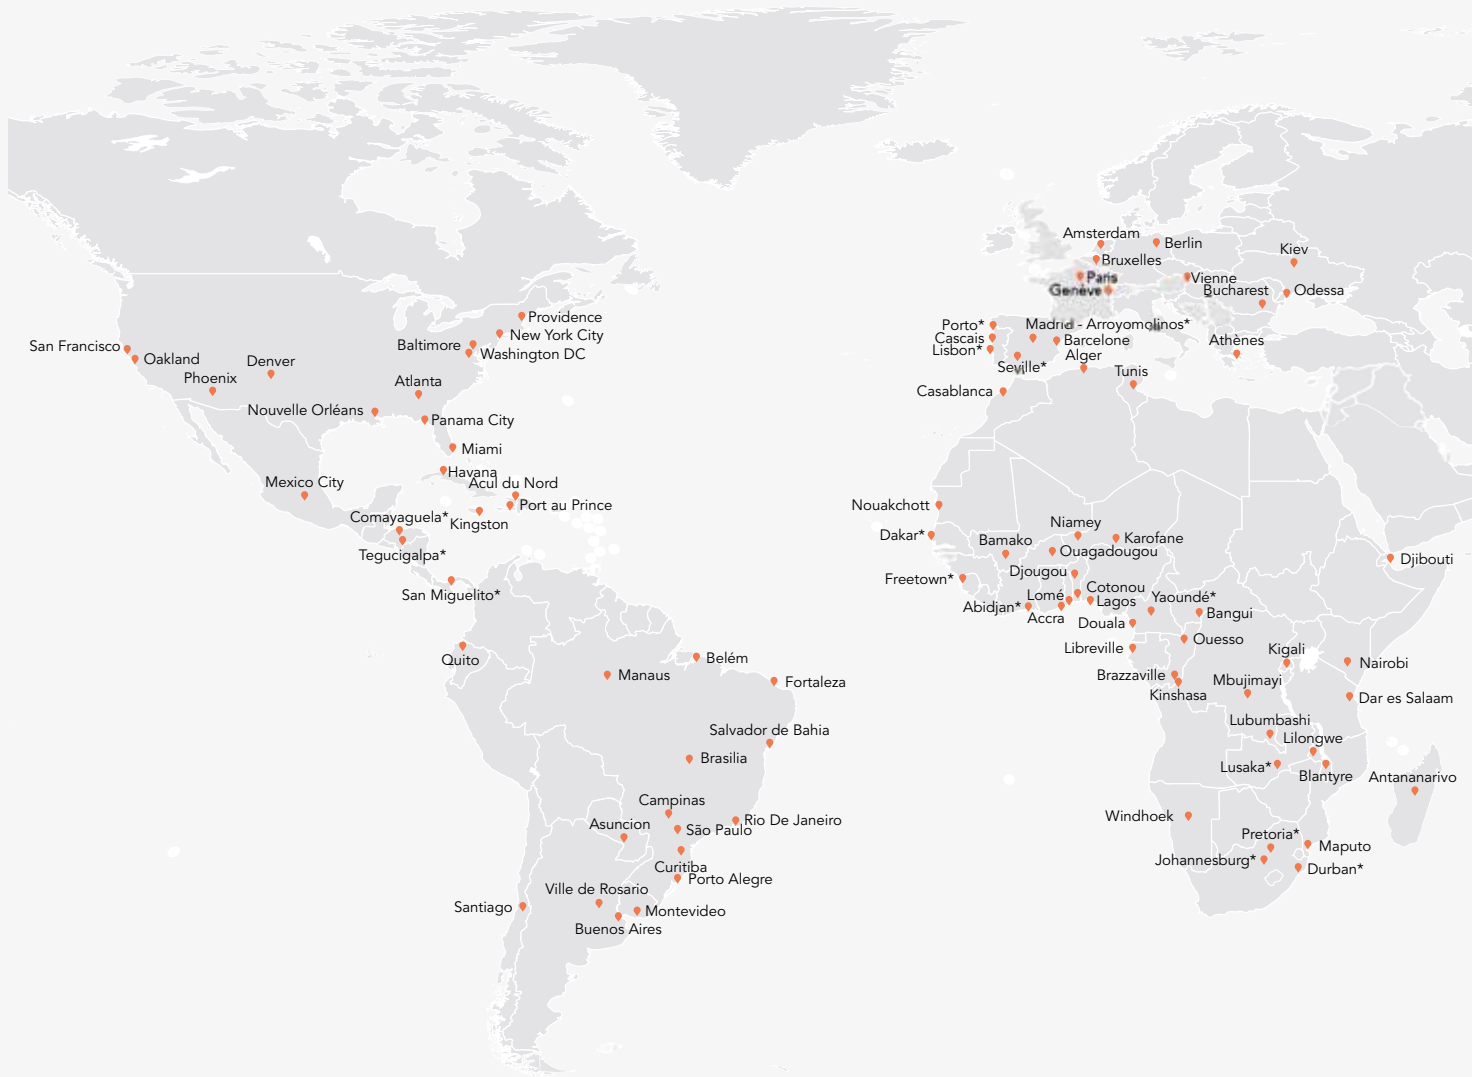 San Francisco
Oakland
Phoenix
Denver
Nouvelle Orléans
Atlanta
Baltimore
Providence
New York City
Washington DC
Panama City
Miami
Havana
Acul du Nord
Port au Prince
Kingston
Mexico City
Comayaguela*
Tegucigalpa*
San Miguelito*
Quito
Manaus
Belém
Fortaleza
Salvador de Bahia
Brasilia
Campinas
Rio De Janeiro
São Paulo
Asuncion
Curitiba
Porto Alegre
Ville de Rosario
Santiago
Montevideo
Buenos Aires
Amsterdam
Berlin
Bruxelles
Kiev
Paris
Genève
Vienne
Bucharest
Odessa
Porto*
Cascais
Lisbon*
Madrid - Arroyomolinos*
Barcelone
Seville*
Alger
Athènes
Tunis
Casablanca
Nouakchott
Dakar*
Bamako
Niamey
Karofane
Ouagadougou
Djougou
Freetown*
Abidjan*
Accra
Lomé
Cotonou
Lagos
Yaoundé*
Douala
Bangui
Djibouti
Libreville
Ouesso
Brazzaville
Kinshasa
Kigali
Nairobi
Mbujimayi
Dar es Salaam
Lubumbashi
Lilongwe
Lusaka*
Blantyre
Antananarivo
Windhoek
Pretoria*
Maputo
Johannesburg*
Durban*